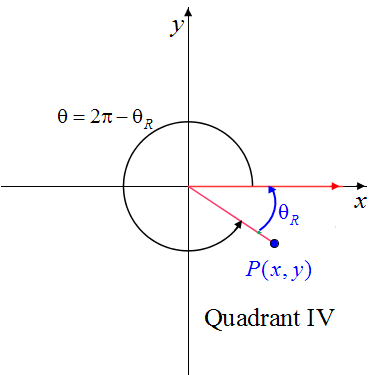 y
θ = 2π − θ_R
x
θ_R
P(x, y)
Quadrant IV